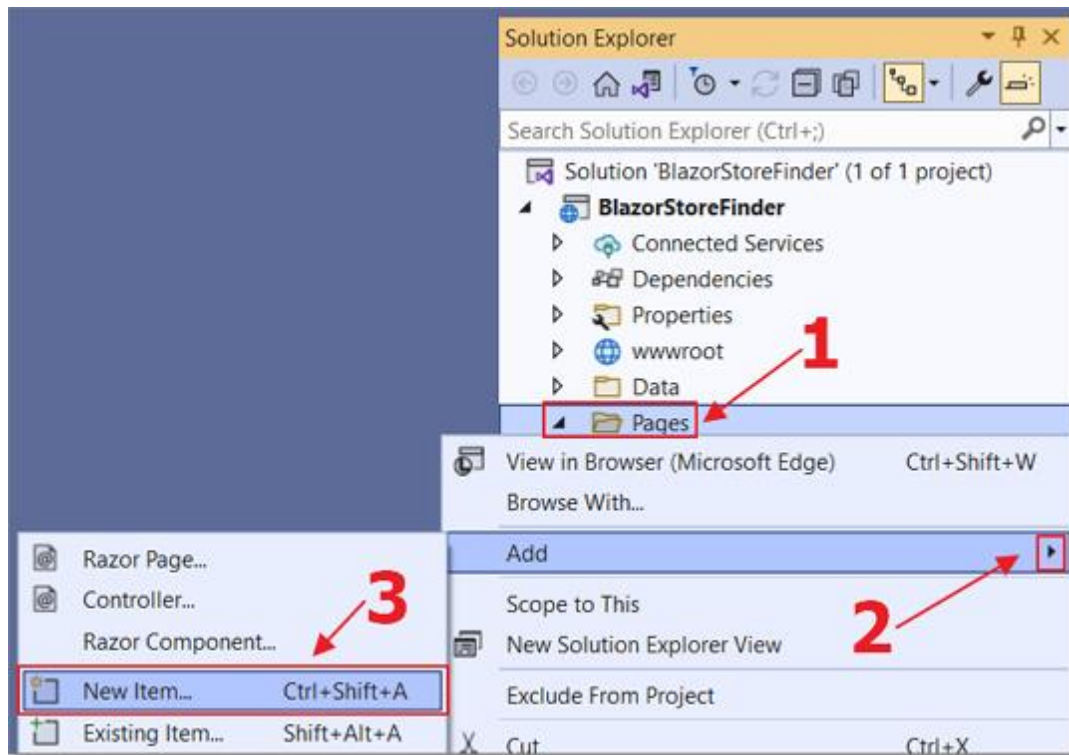 Solution Explorer
Search Solution Explorer (Ctrl+;)
Solution 'BlazorStoreFinder' (1 of 1 project)
BlazorStoreFinder
Connected Services
Dependencies
Properties
wwwroot
1
Data
Pages
View in Browser (Microsoft Edge) Ctrl+Shift+W
Browse With...
Add
2
Scope to This
New Solution Explorer View
Exclude From Project
Cut Ctrl+X
Razor Page...
Controller...
3
Razor Component...
New Item... Ctrl+Shift+A
Existing Item... Shift+Alt+A